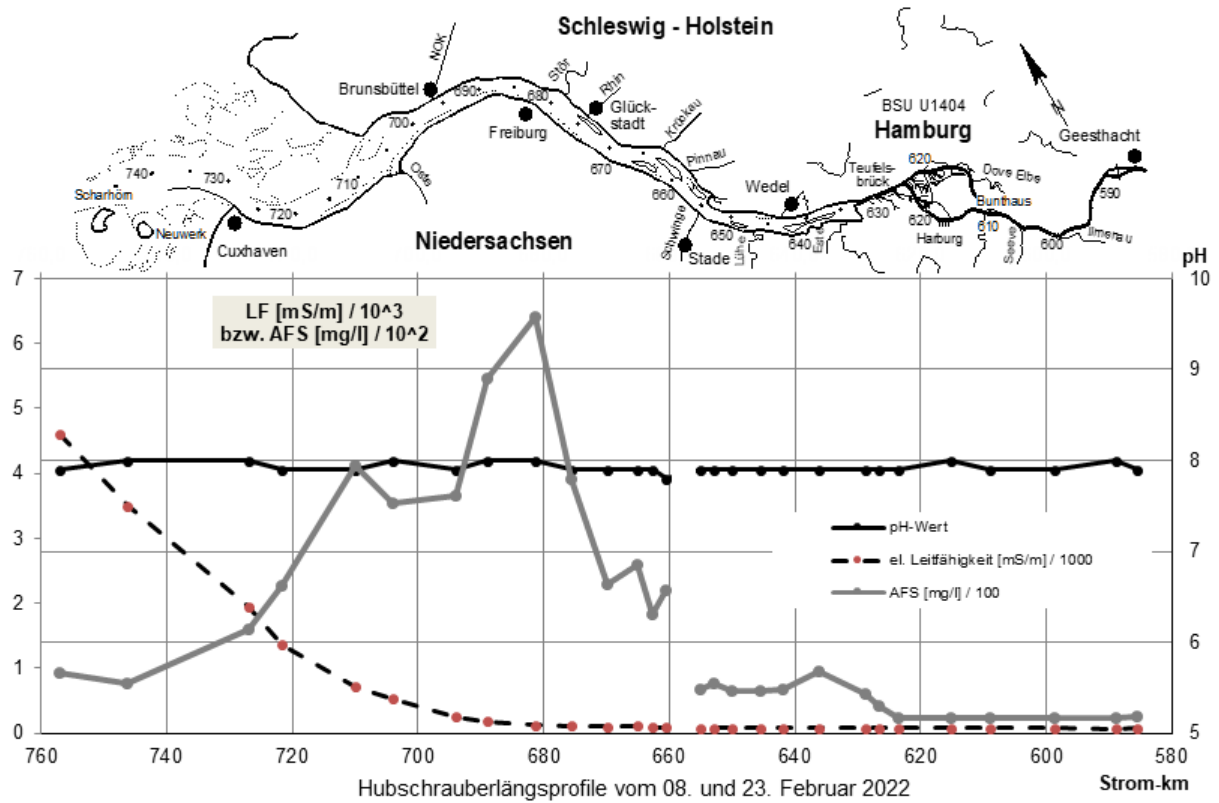 Schleswig - Holstein
NOK
Brunsbüttel
690
680
Stör
Rhin
Glück-
stadt
Krückau
Pinnau
BSU U1404
Hamburg
N
Geesthacht
700
Freiburg
670
660
Wedel
Teufels-
brück
620
Dove Elbe
590
740
730
710
Oste
Scharhörn
720
Neuwerk
Cuxhaven
Niedersachsen
Schwinge
Stade
650
Lühe
640
Este
630
620
Harburg
Bunthaus
610
Seeve
600
Ilmenau
LF [mS/m] / 10^3
bzw. AFS [mg/l] / 10^2
pH
7
6
5
4
3
2
1
0
10
9
8
7
6
5
pH-Wert
el. Leitfähigkeit [mS/m] / 1000
AFS [mg/l] / 100
760 740 720 700 680 660 640 620 600 580
Hubschrauberlängsprofile vom 08. und 23. Februar 2022
Strom-km